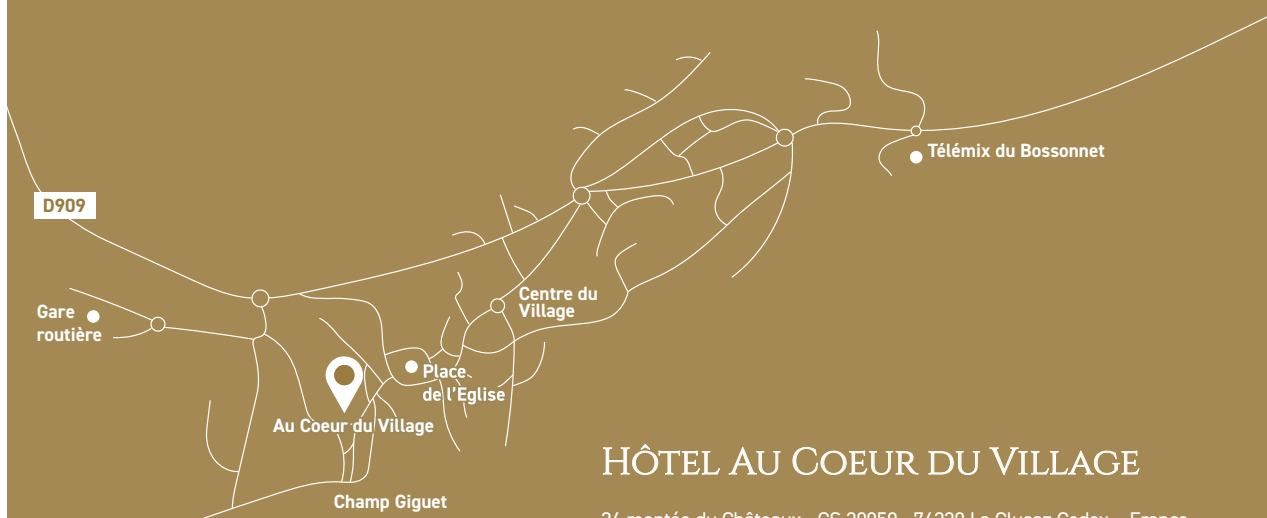 Télémix du Bossonnet
D909
Centre du
Village
Gare
routière
Place
de l'Eglise
Au Coeur du Village
HÔTEL AU COEUR DU VILLAGE
Champ Giguet